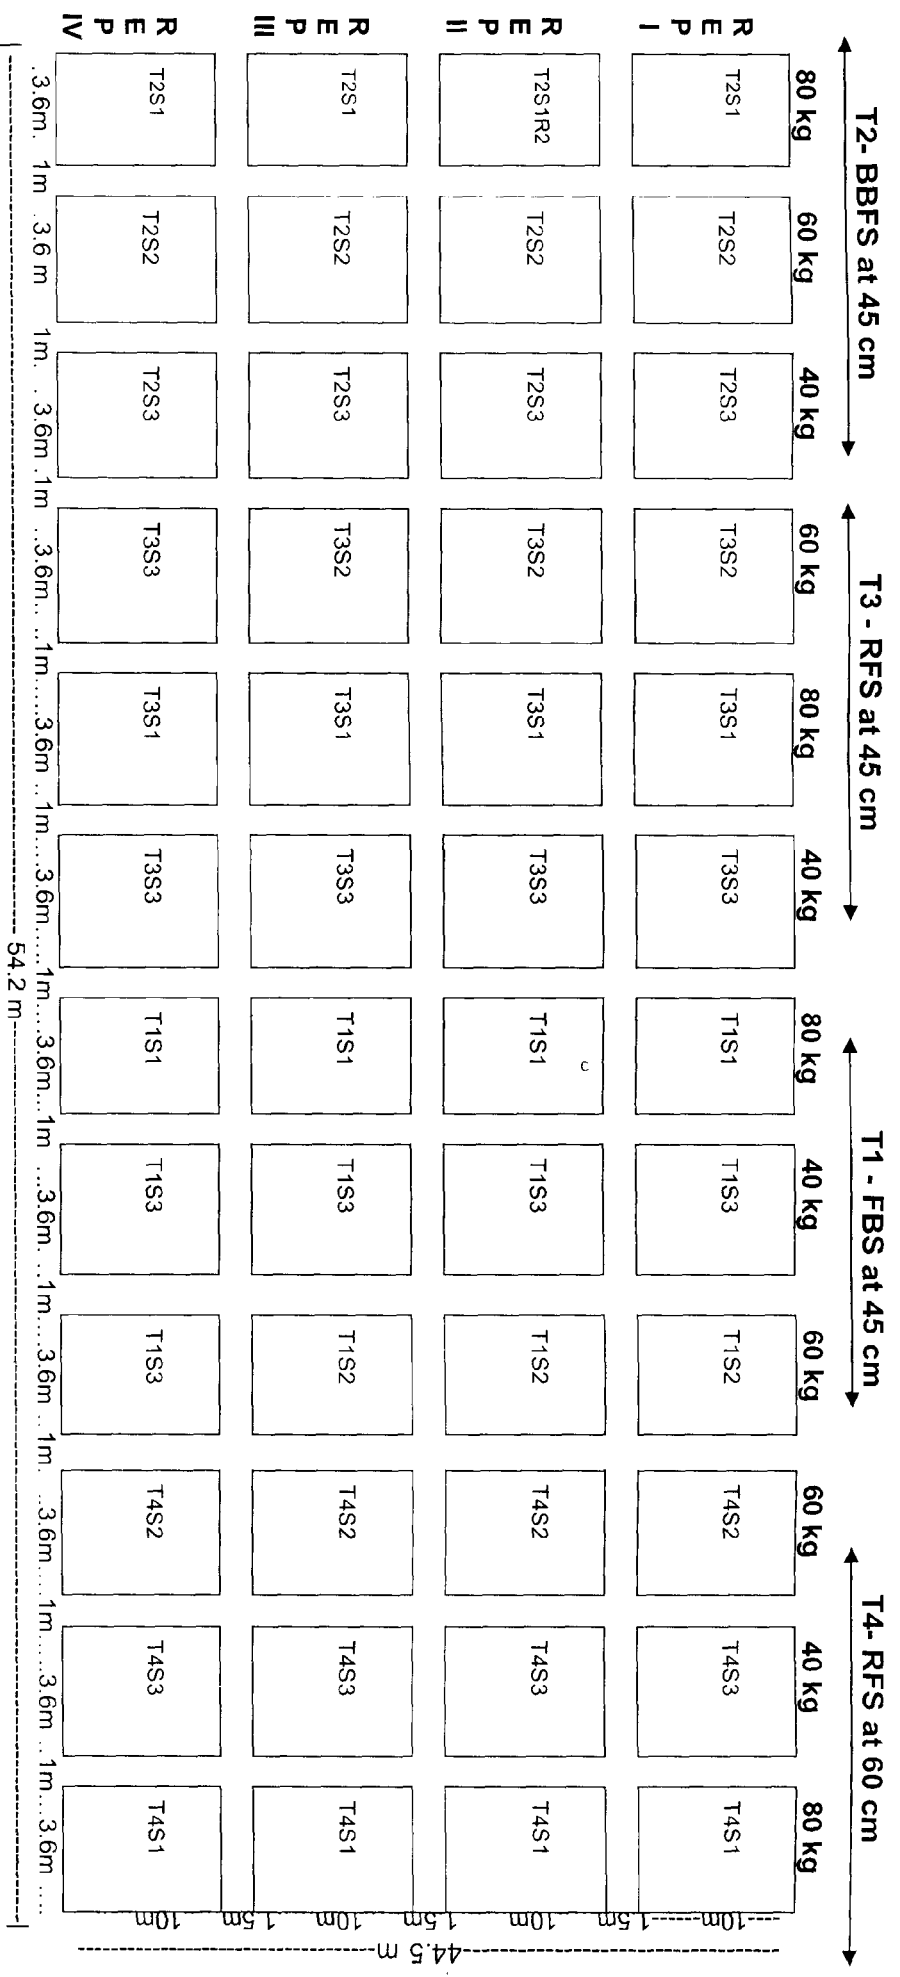 T2- BBFS at 45 cm T3 - RFS at 45 cm T1 - FBS at 45 cm T4- RFS at 60 cm
80 kg 60 kg 40 kg 60 kg 80 kg 40 kg 80 kg 40 kg 60 kg 60 kg 40 kg 80 kg
REP I T2S1 T2S2 T2S3 T3S2 T3S1 T3S3 T1S1 T1S3 T1S2 T4S2 T4S3 T4S1 10m
1.5m
REP II T2S1R2 T2S2 T2S3 T3S2 T3S1 T3S3 T1S1 c T1S3 T1S2 T4S2 T4S3 T4S1 10m
1.5m
REP III T2S1 T2S2 T2S3 T3S2 T3S1 T3S3 T1S1 T1S3 T1S2 T4S2 T4S3 T4S1 10m
1.5m
REP IV T2S1 T2S2 T2S3 T3S3 T3S1 T3S3 T1S1 T1S3 T1S3 T4S2 T4S3 T4S1 10m
44.5 m
.3.6m. 1m .3.6 m 1m. . 3.6m .1m ...3.6m.. ..1m.....3.6m .. 1m....3.6m.....1m....3.6m...1m ...3.6m. ..1m....3.6m .. 1m. ..3.6m....1m.....3.6m .. 1m...3.6m ....
54.2 m